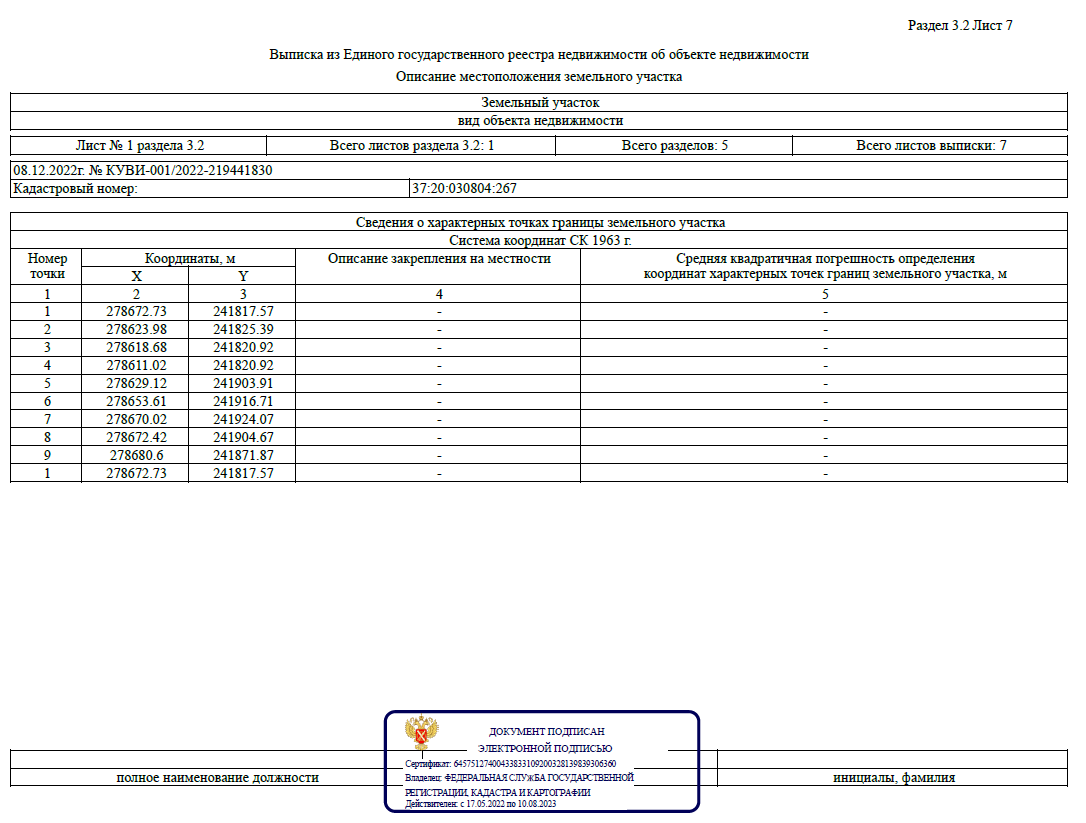 Раздел 3.2 Лист 7
Выписка из Единого государственного реестра недвижимости об объекте недвижимости
Описание местоположения земельного участка
Земельный участок
вид объекта недвижимости
Лист № 1 раздела 3.2 Всего листов раздела 3.2: 1 Всего разделов: 5 Всего листов выписки: 7
08.12.2022г. № КУВИ-001/2022-219441830
Кадастровый номер: 37:20:030804:267
Сведения о характерных точках границы земельного участка
Система координат СК 1963 г.
Номер точки Координаты, м Описание закрепления на местности Средняя квадратичная погрешность определения
координат характерных точек границ земельного участка, м
X Y
1 2 3 4 5
1 278672.73 241817.57 - -
2 278623.98 241825.39 - -
3 278618.68 241820.92 - -
4 278611.02 241820.92 - -
5 278629.12 241903.91 - -
6 278653.61 241916.71 - -
7 278670.02 241924.07 - -
8 278672.42 241904.67 - -
9 278680.6 241871.87 - -
1 278672.73 241817.57 - -
ДОКУМЕНТ ПОДПИСАН
ЭЛЕКТРОННОЙ ПОДПИСЬЮ
Сертификат: 64575127400433833109200328139839306360
Владелец: ФЕДЕРАЛЬНАЯ СЛУЖБА ГОСУДАРСТВЕННОЙ
РЕГИСТРАЦИИ, КАДАСТРА И КАРТОГРАФИИ
Действителен: с 17.05.2022 по 10.08.2023
полное наименование должности инициалы, фамилия